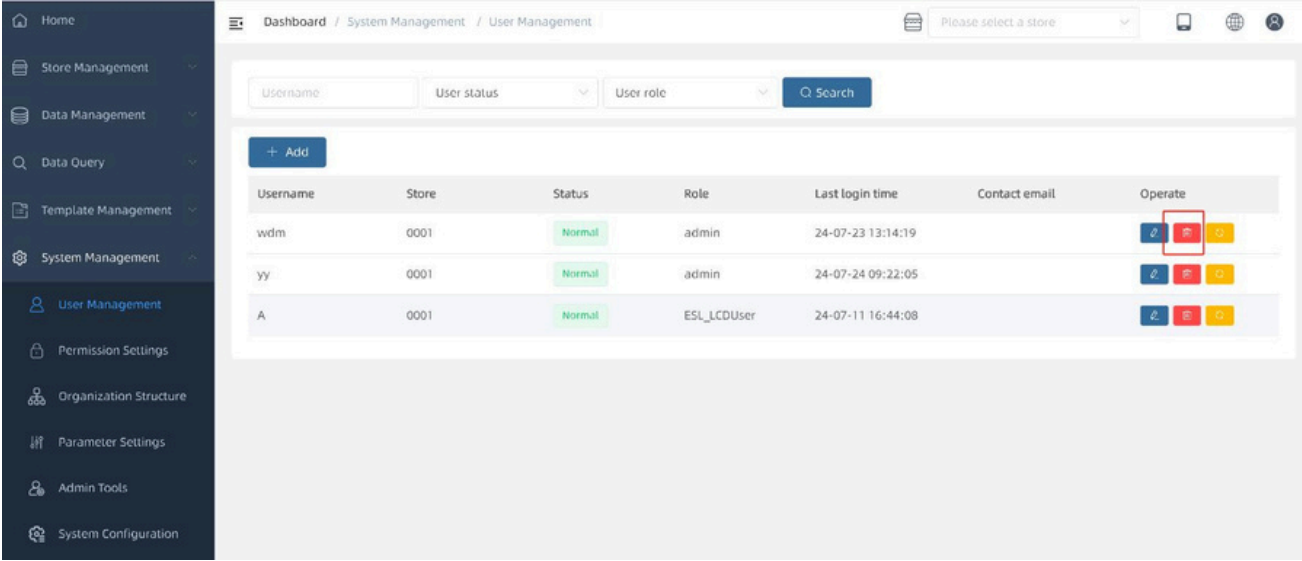 Home
Dashboard / System Management / User Management
Please select a store
Store Management
Data Management
Data Query
Template Management
System Management
User Management
Permission Settings
Organization Structure
Parameter Settings
Admin Tools
System Configuration
Username
User status
User role
Search
+ Add
Username Store Status Role Last login time Contact email Operate
wdm 0001 Normal admin 24-07-23 13:14:19
yy 0001 Normal admin 24-07-24 09:22:05
A 0001 Normal ESL_LCDUser 24-07-11 16:44:08